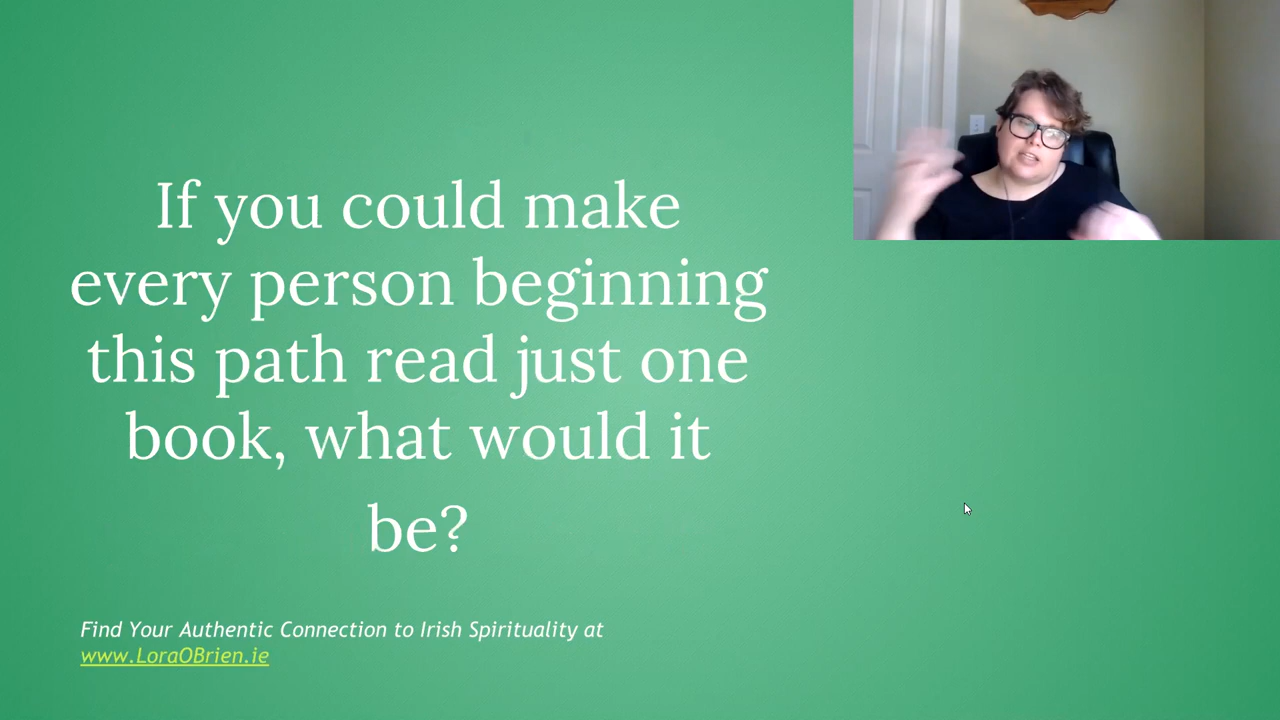 If you could make
every person beginning
this path read just one
book, what would it
be?
Find Your Authentic Connection to Irish Spirituality at
www.LoraOBrien.ie